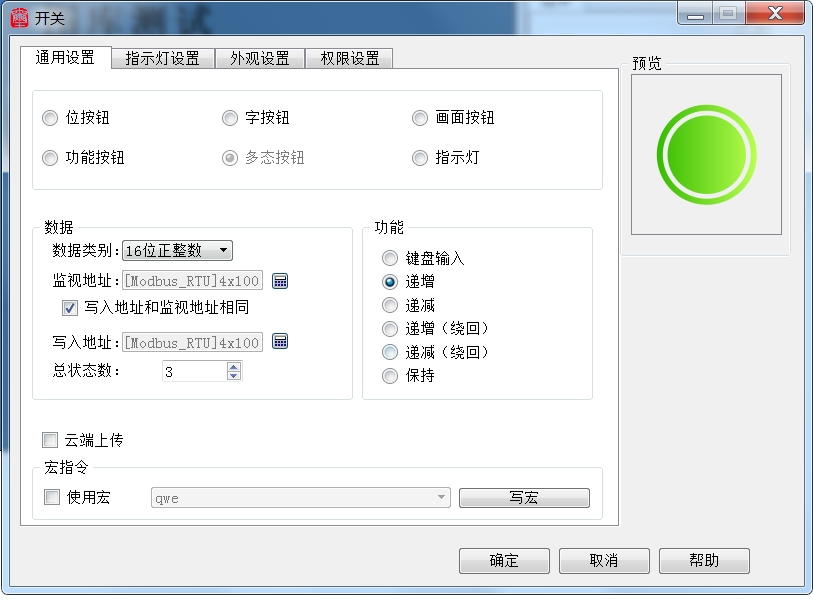 开关
通用设置 指示灯设置 外观设置 权限设置
预览
位按钮 字按钮 画面按钮
功能按钮 多态按钮 指示灯
数据
数据类别: 16位正整数
监视地址: [Modbus_RTU]4x100
写入地址和监视地址相同
写入地址: [Modbus_RTU]4x100
总状态数: 3
功能
键盘输入
递增
递减
递增（绕回）
递减（绕回）
保持
云端上传
宏指令
使用宏 qwe 写宏
确定 取消 帮助